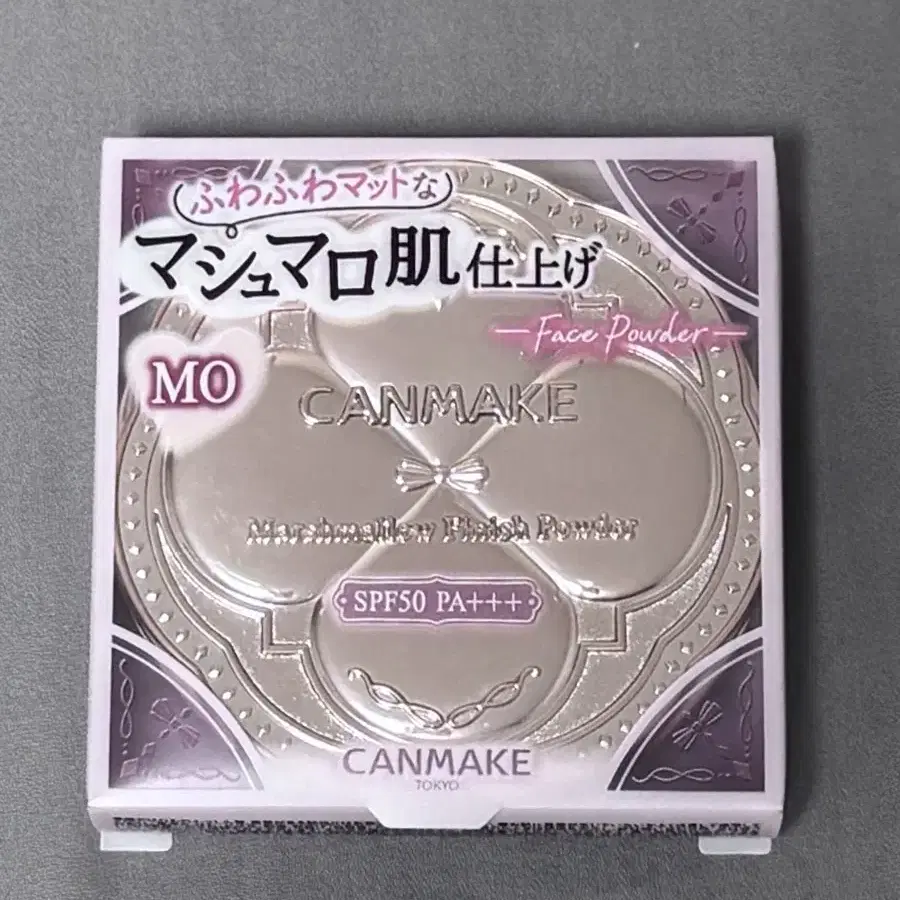 ふわふわマットな
マシュマロ肌仕上げ
Face Powder
MO
CANMAKE
Marshmallow Finish Powder
SPF50 PA+++
CANMAKE
TOKYO